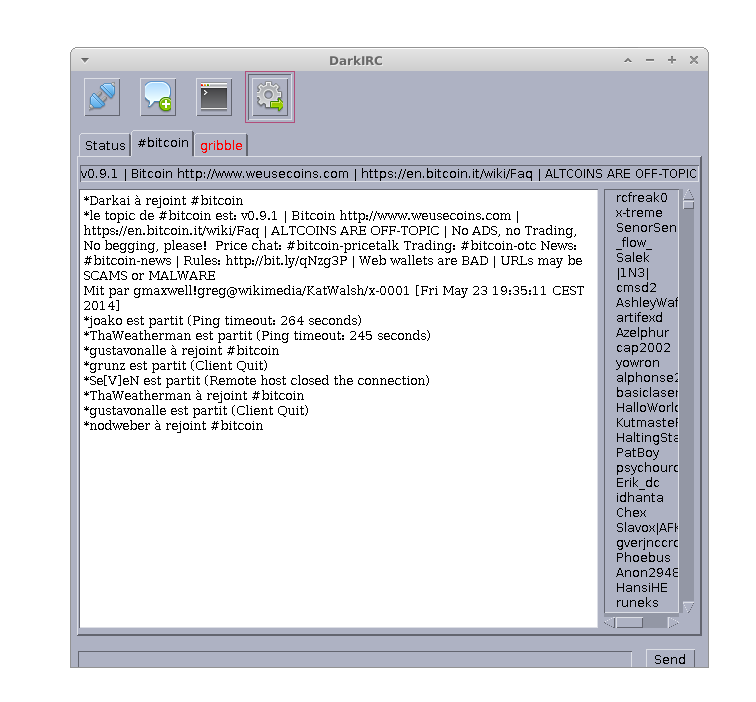 DarkIRC
Status
#bitcoin
gribble
v0.9.1 | Bitcoin http://www.weusecoins.com | https://en.bitcoin.it/wiki/Faq | ALTCOINS ARE OFF-TOPIC
*Darkai à rejoint #bitcoin
*le topic de #bitcoin est: v0.9.1 | Bitcoin http://www.weusecoins.com |
https://en.bitcoin.it/wiki/Faq | ALTCOINS ARE OFF-TOPIC | No ADS, no Trading,
No begging, please!  Price chat: #bitcoin-pricetalk Trading: #bitcoin-otc News:
#bitcoin-news | Rules: http://bit.ly/qNzg3P | Web wallets are BAD | URLs may be
SCAMS or MALWARE
Mit par gmaxwell!greg@wikimedia/KatWalsh/x-0001 [Fri May 23 19:35:11 CEST
2014]
*joako est partit (Ping timeout: 264 seconds)
*ThaWeatherman est partit (Ping timeout: 245 seconds)
*gustavonalle à rejoint #bitcoin
*grunz est partit (Client Quit)
*Se[V]eN est partit (Remote host closed the connection)
*ThaWeatherman à rejoint #bitcoin
*gustavonalle est partit (Client Quit)
*nodweber à rejoint #bitcoin
rcfreak0
x-treme
SenorSen
_flow_
Salek
|1N3|
cmsd2
AshleyWaf
artifexd
Azelphur
cap2002
yowron
alphonse2
basiclaser
HalloWorld
Kutmaste
HaltingSta
PatBoy
psychourc
Erik_dc
idhanta
Chex
Slavox|AFK
gverjnccrc
Phoebus
Anon2948
HansiHE
runeks
Send